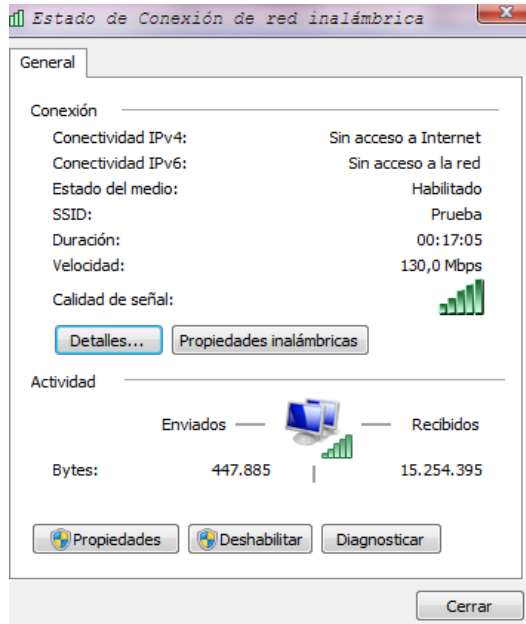 Estado de Conexión de red inalámbrica
General
Conexión
Conectividad IPv4: Sin acceso a Internet
Conectividad IPv6: Sin acceso a la red
Estado del medio: Habilitado
SSID: Prueba
Duración: 00:17:05
Velocidad: 130,0 Mbps
Calidad de señal:
Detalles... Propiedades inalámbricas
Actividad
Enviados Recibidos
Bytes: 447.885 15.254.395
Propiedades Deshabilitar Diagnosticar
Cerrar